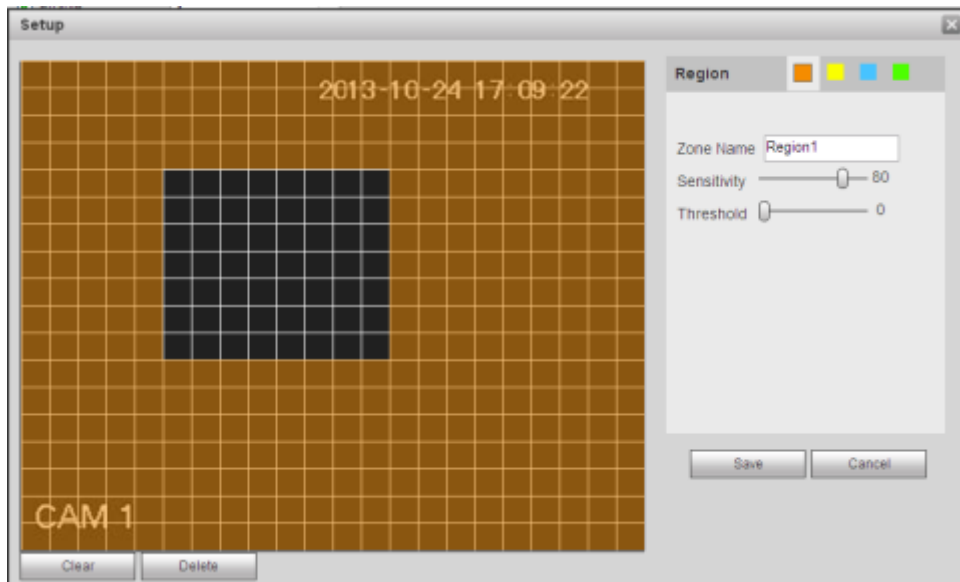 Setup
2013-10-24 17:09:22
CAM 1
Clear Delete
Region
Zone Name Region1
Sensitivity 80
Threshold 0
Save Cancel